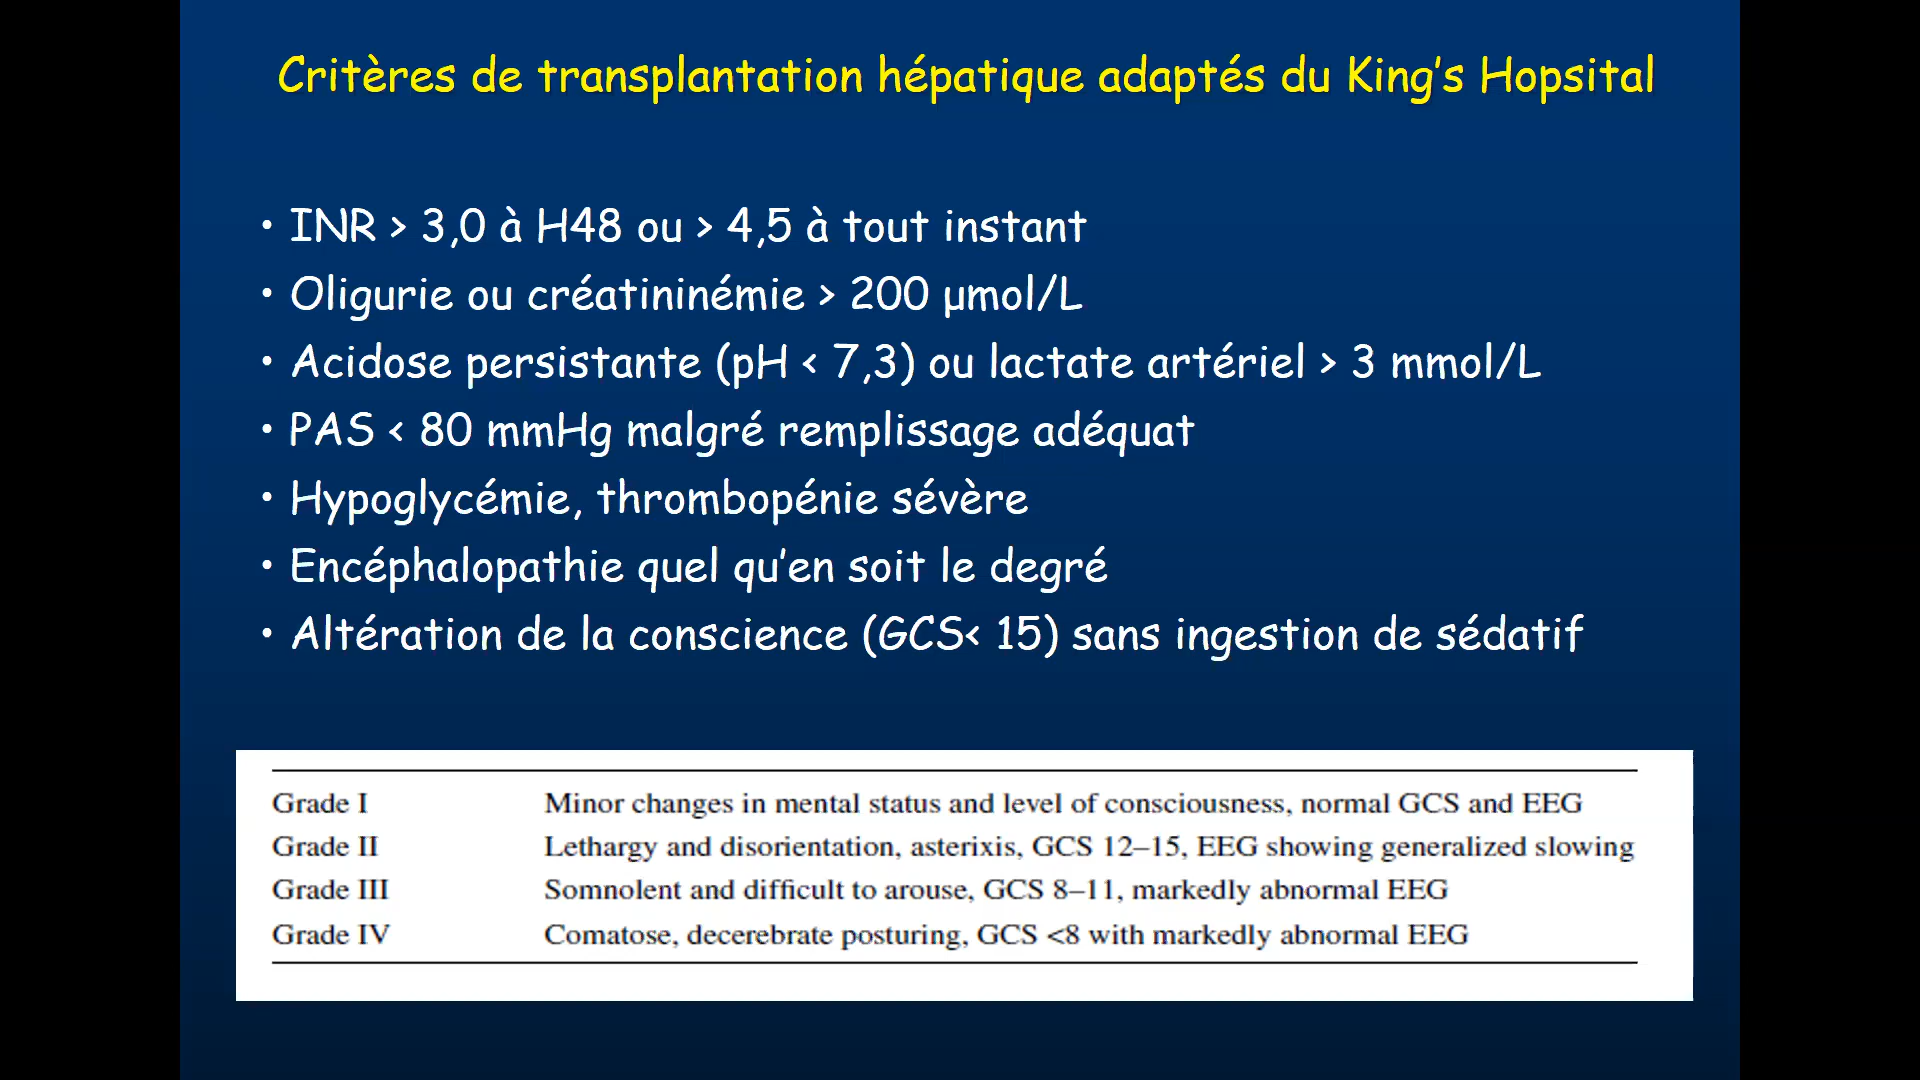 Critères de transplantation hépatique adaptés du King's Hopsital
• INR > 3,0 à H48 ou > 4,5 à tout instant
• Oligurie ou créatininémie > 200 µmol/L
• Acidose persistante (pH < 7,3) ou lactate artériel > 3 mmol/L
• PAS < 80 mmHg malgré remplissage adéquat
• Hypoglycémie, thrombopénie sévère
• Encéphalopathie quel qu'en soit le degré
• Altération de la conscience (GCS< 15) sans ingestion de sédatif
Grade I Minor changes in mental status and level of consciousness, normal GCS and EEG
Grade II Lethargy and disorientation, asterixis, GCS 12–15, EEG showing generalized slowing
Grade III Somnolent and difficult to arouse, GCS 8–11, markedly abnormal EEG
Grade IV Comatose, decerebrate posturing, GCS <8 with markedly abnormal EEG